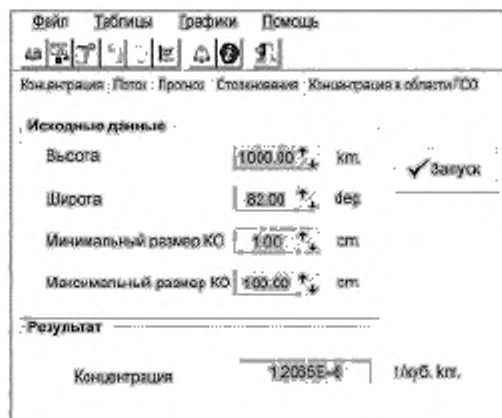 Файл Таблицы Графики Помощь
Концентрация Поток Прогноз Столкновения Концентрация в области ГСО
Исходные данные
Высота 1000.00 km.
Запуск
Широта 82.00 deg
Минимальный размер КО 1.00 cm.
Максимальный размер КО 100.00 cm.
Результат
Концентрация 1/куб. km.